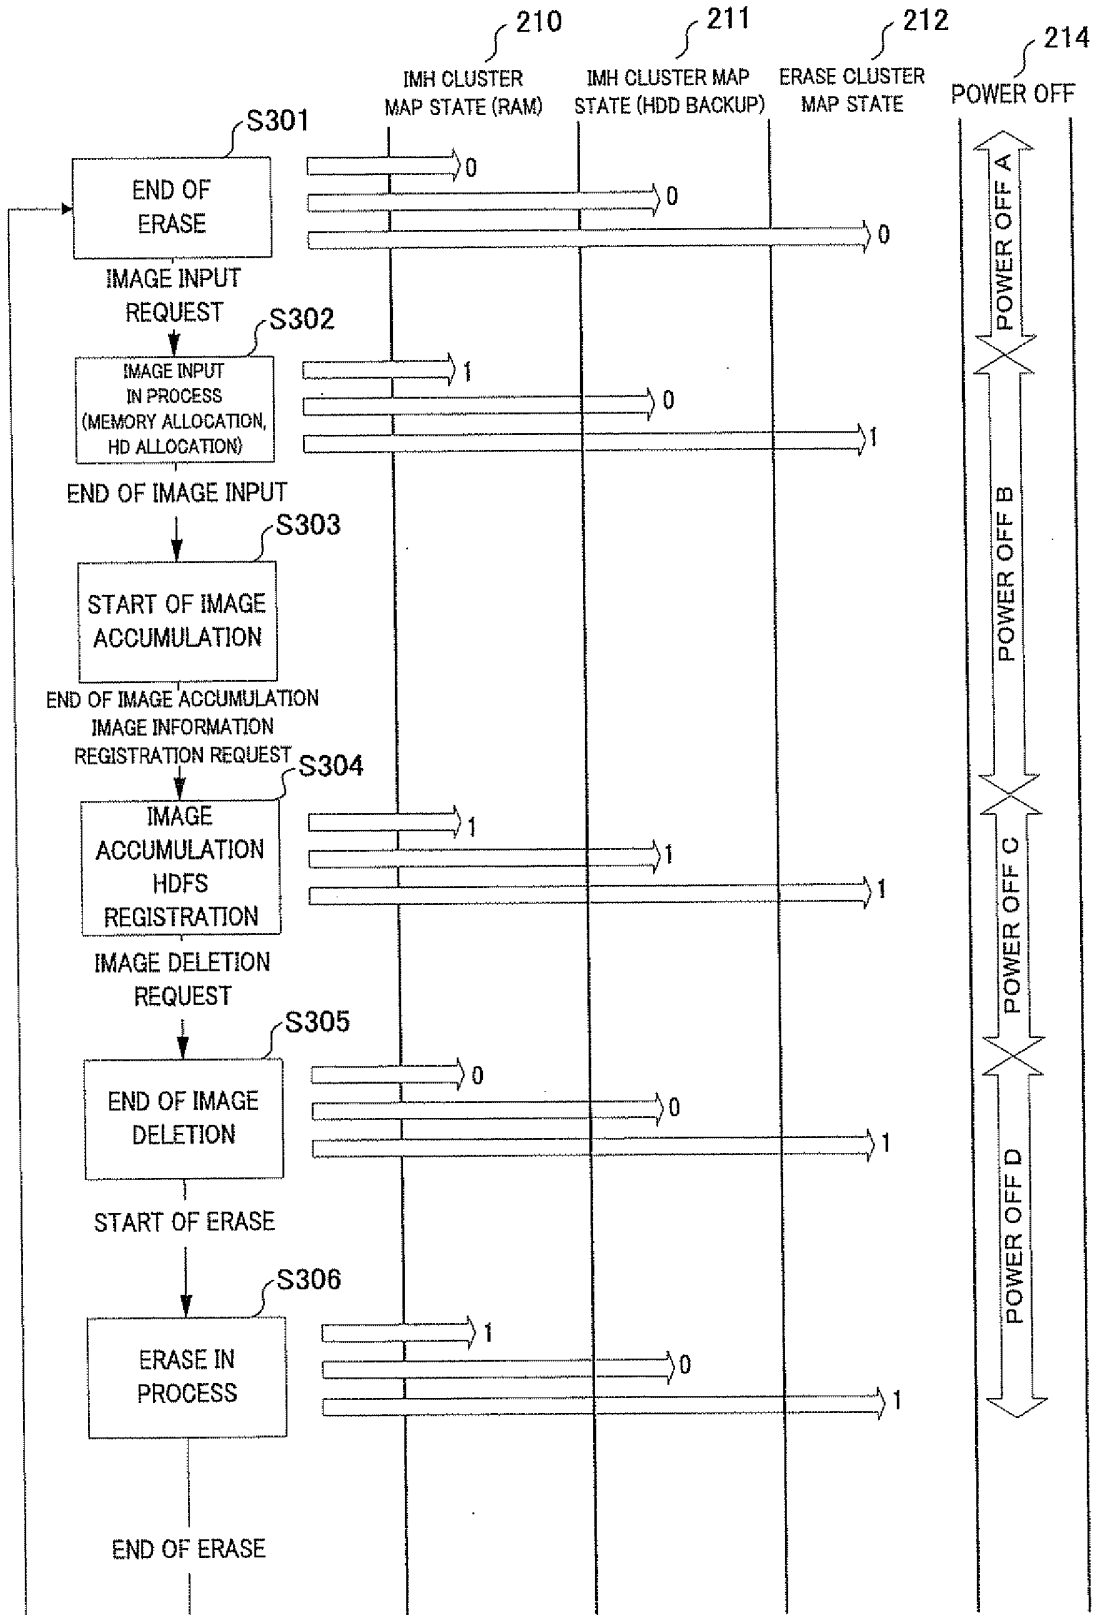 210
211
212
214
IMH CLUSTER
MAP STATE (RAM)
IMH CLUSTER MAP
STATE (HDD BACKUP)
ERASE CLUSTER
MAP STATE
POWER OFF
S301
END OF
ERASE
0
0
0
POWER OFF A
IMAGE INPUT
REQUEST
S302
IMAGE INPUT
IN PROCESS
(MEMORY ALLOCATION,
HD ALLOCATION)
1
0
1
END OF IMAGE INPUT
POWER OFF B
S303
START OF IMAGE
ACCUMULATION
END OF IMAGE ACCUMULATION
IMAGE INFORMATION
REGISTRATION REQUEST
S304
IMAGE
ACCUMULATION
HDFS
REGISTRATION
1
1
1
POWER OFF C
IMAGE DELETION
REQUEST
S305
END OF IMAGE
DELETION
0
0
1
POWER OFF D
START OF ERASE
S306
ERASE IN
PROCESS
1
0
1
END OF ERASE